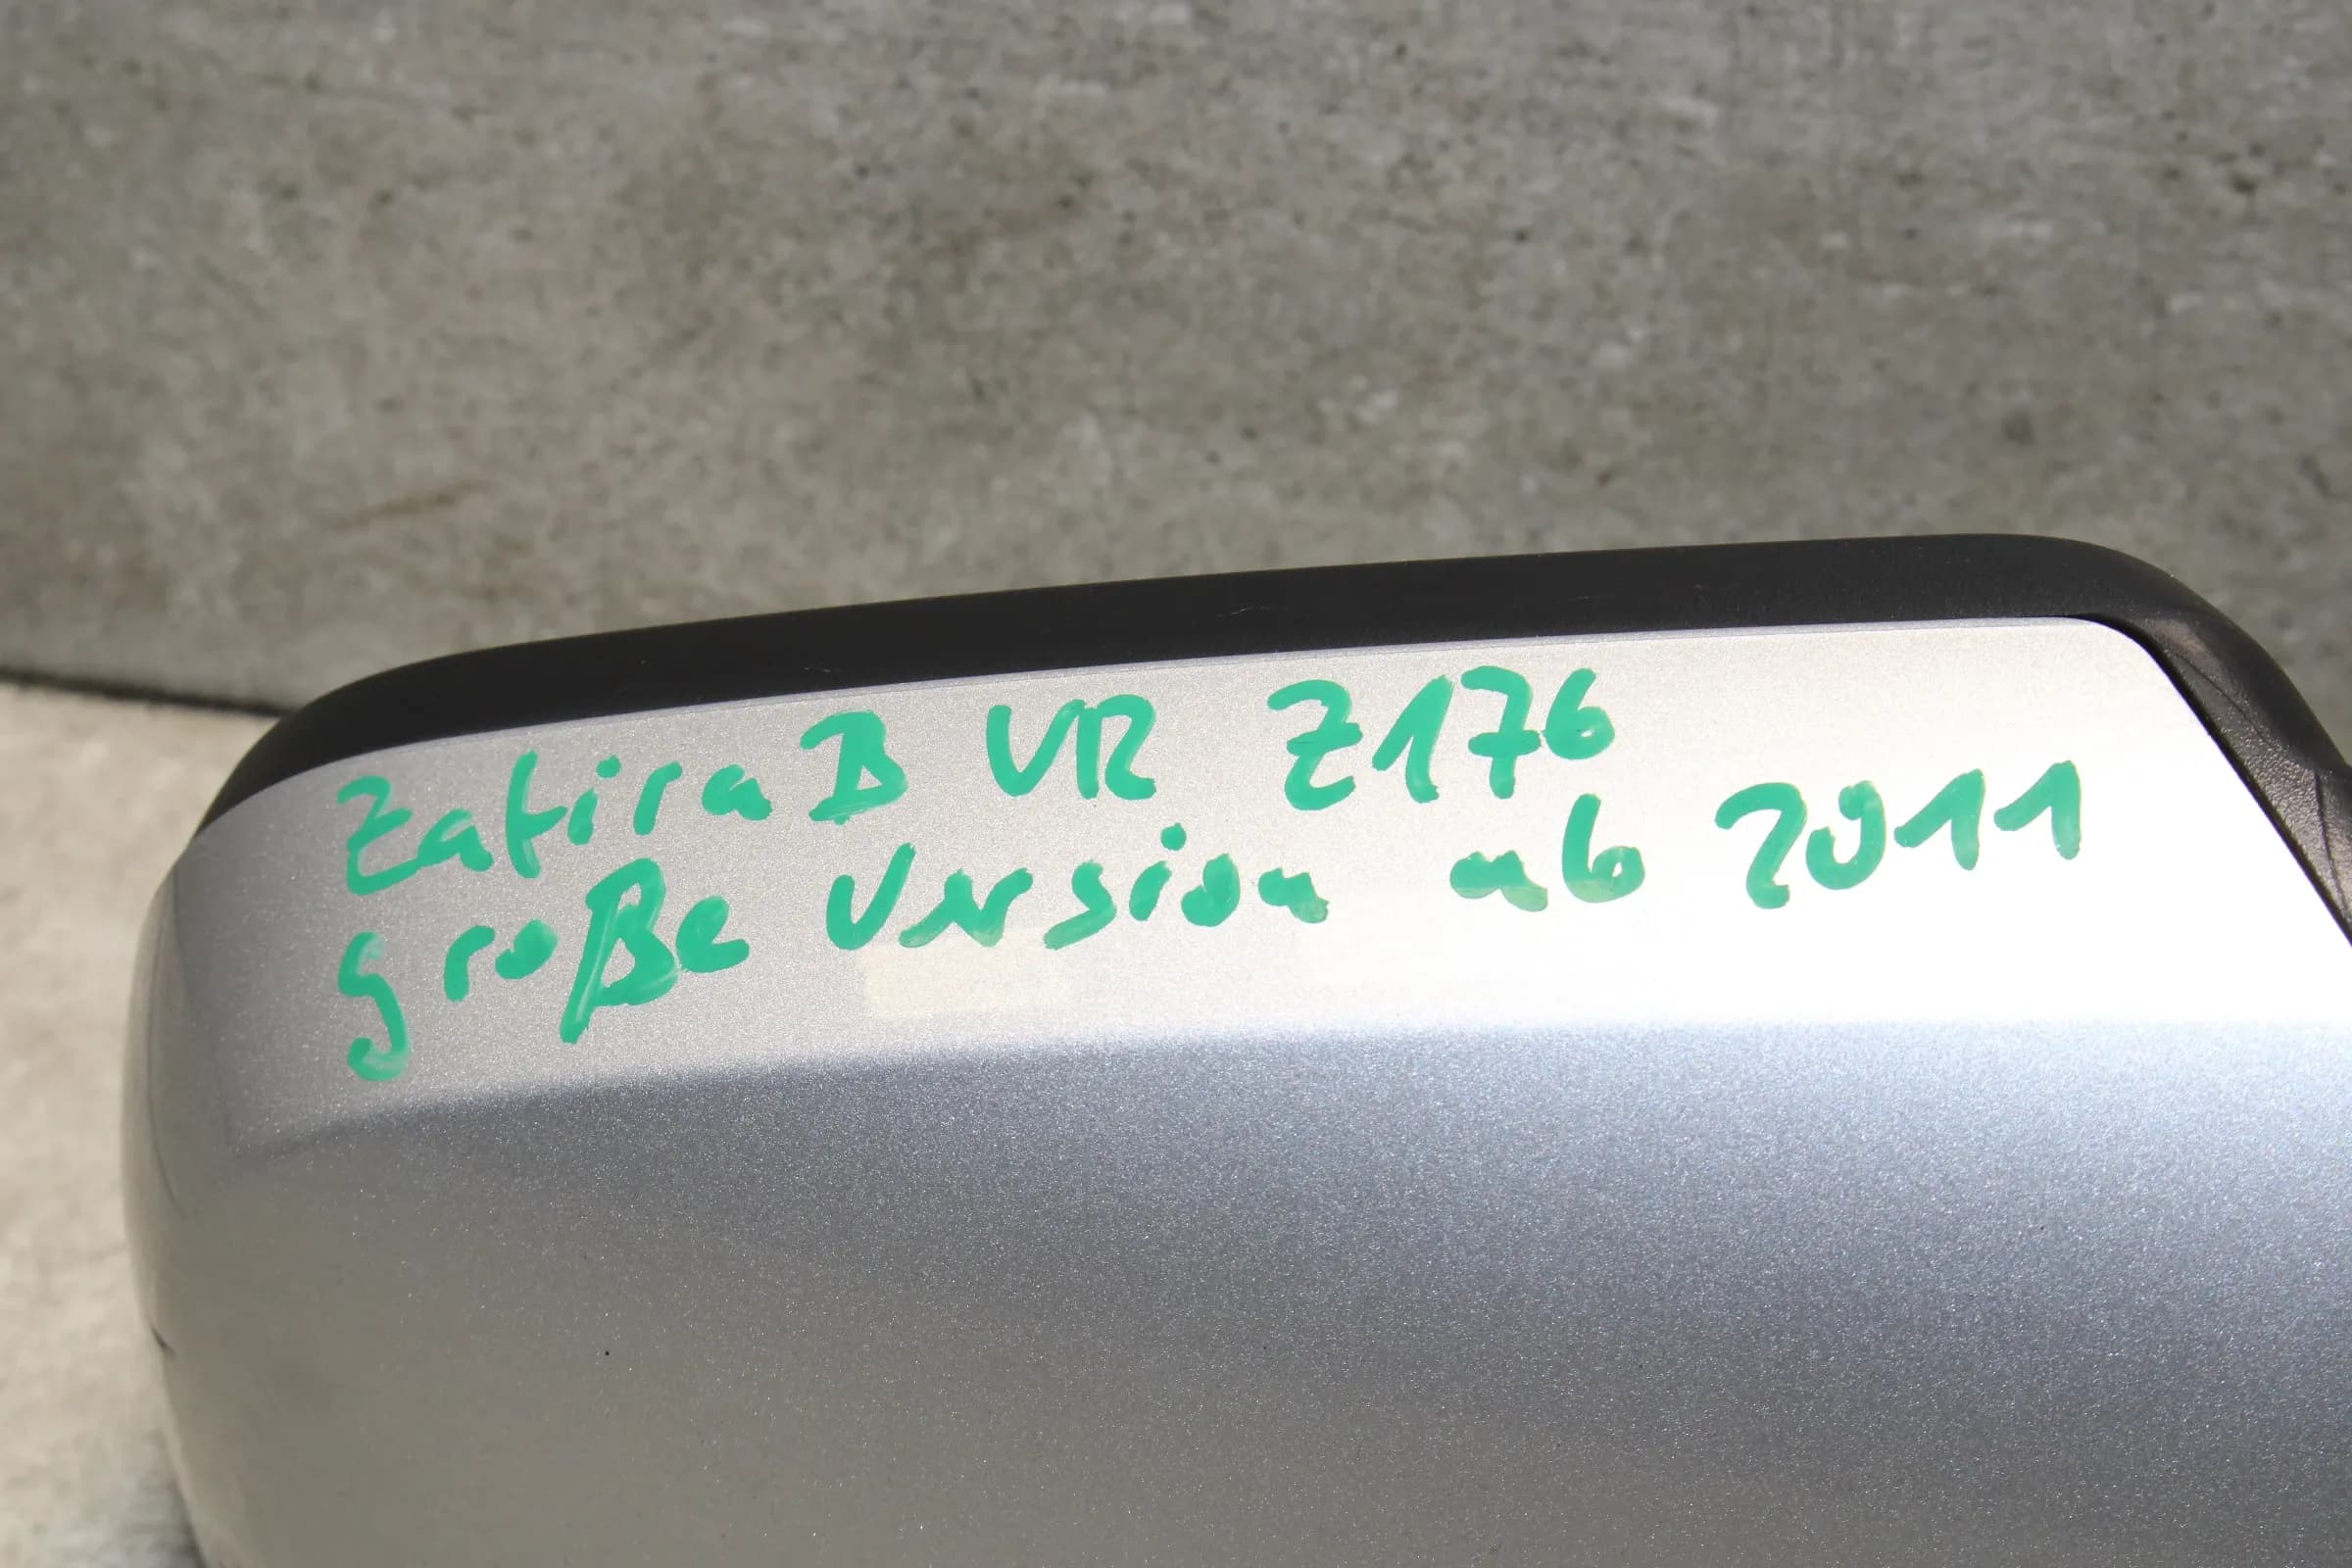 Zafira B VR Z176
große Version ab 2011